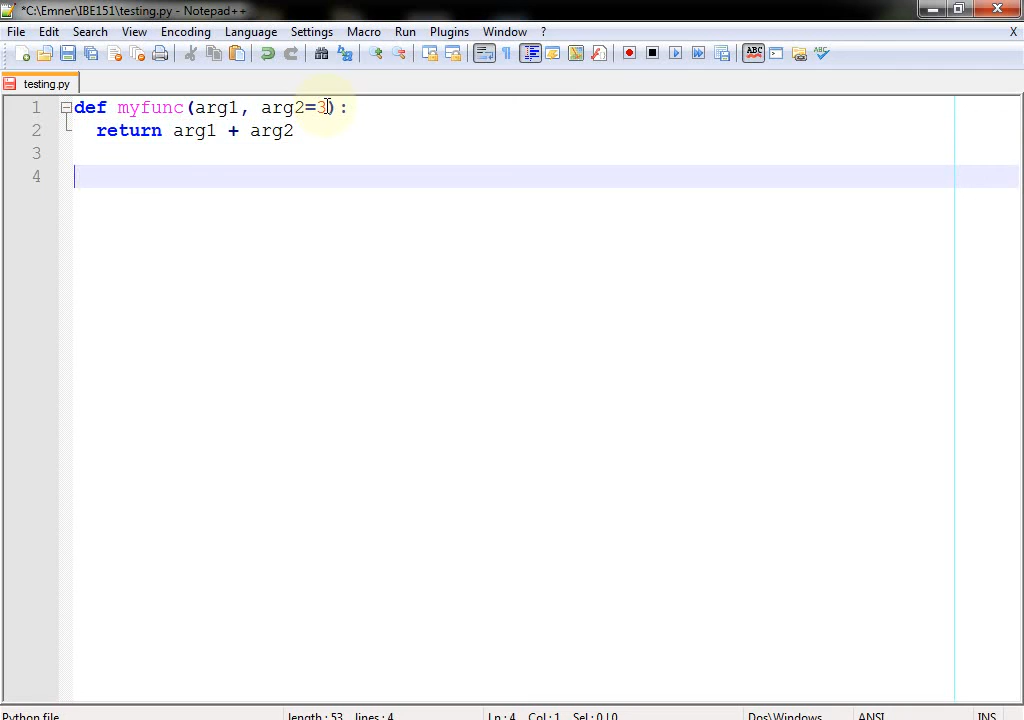 *C:\Emner\IBE151\testing.py - Notepad++
File Edit Search View Encoding Language Settings Macro Run Plugins Window ? X
testing.py
1 def myfunc(arg1, arg2=3):
2 return arg1 + arg2
3
4
Python file length : 53 lines : 4 Ln : 4 Col : 1 Sel : 0 | 0 Dos\Windows ANSI INS